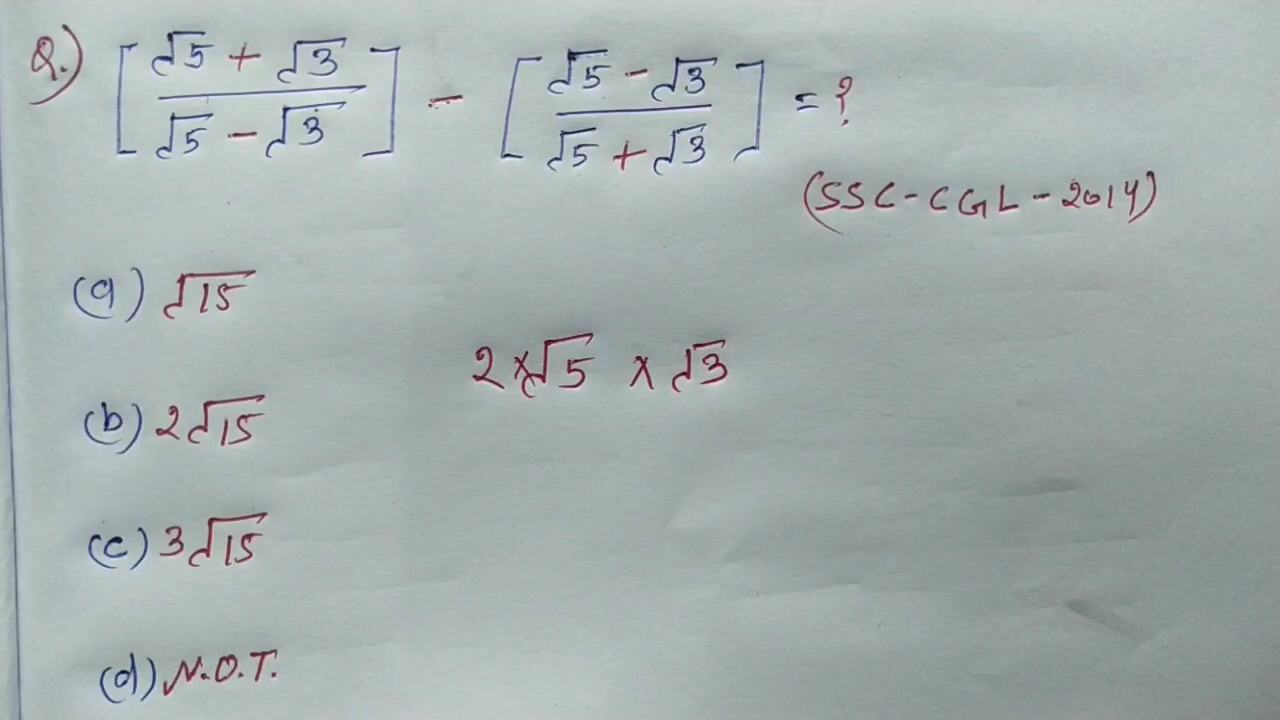 Q.) [√5 + √3 / √5 - √3] - [√5 - √3 / √5 + √3] = ?
(SSC-CGL-2014)
(a) √15
2×√5 × √3
(b) 2√15
(c) 3√15
(d) N.O.T.